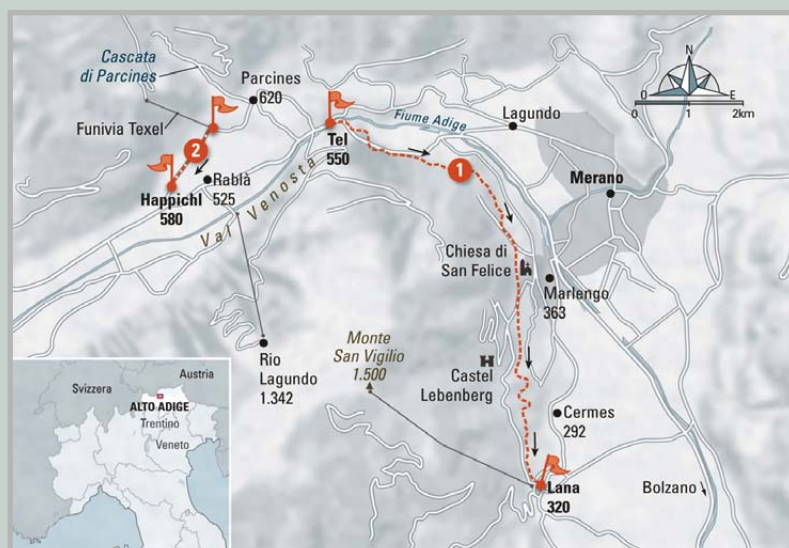 Cascata
di Parcines
Parcines
620
Funivia Texel
2
Happichl
580
Rablà
525
Val Venosta
Tel
550
Fiume Adige
1
Lagundo
Merano
N
O
E
0
1
2km
Chiesa di
San Felice
Marlengo
363
Rio
Lagundo
1.342
Monte
San Vigilio
1.500
Castel
Lebenberg
Cermes
292
Lana
320
Bolzano
Svizzera
Austria
ALTO ADIGE
Trentino
Veneto